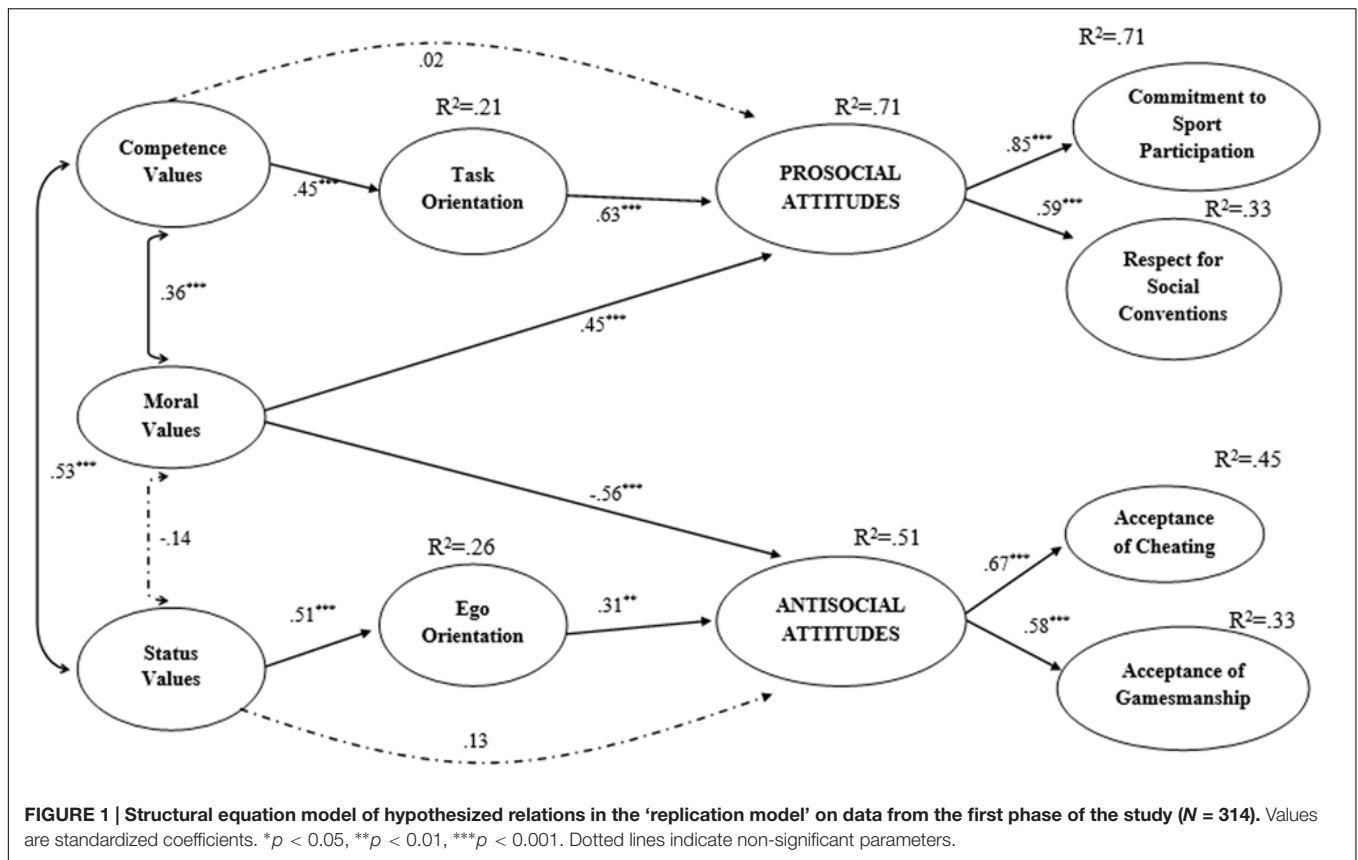 .02
R²=.71
Commitment to
Sport
Participation
R²=.21
R²=.71
Competence
Values
.45***
Task
Orientation
.63***
PROSOCIAL
ATTITUDES
.85***
.59***
R²=.33
Respect for
Social
Conventions
.36***
.45***
Moral
Values
.53***
-.14
-.56***
R²=.45
Acceptance
of Cheating
R²=.26
R²=.51
.67***
Status
Values
.51***
Ego
Orientation
.31**
ANTISOCIAL
ATTITUDES
.58***
R²=.33
Acceptance of
Gamesmanship
.13
FIGURE 1 | Structural equation model of hypothesized relations in the ‘replication model’ on data from the first phase of the study (N = 314). Values
are standardized coefficients. *p < 0.05, **p < 0.01, ***p < 0.001. Dotted lines indicate non-significant parameters.